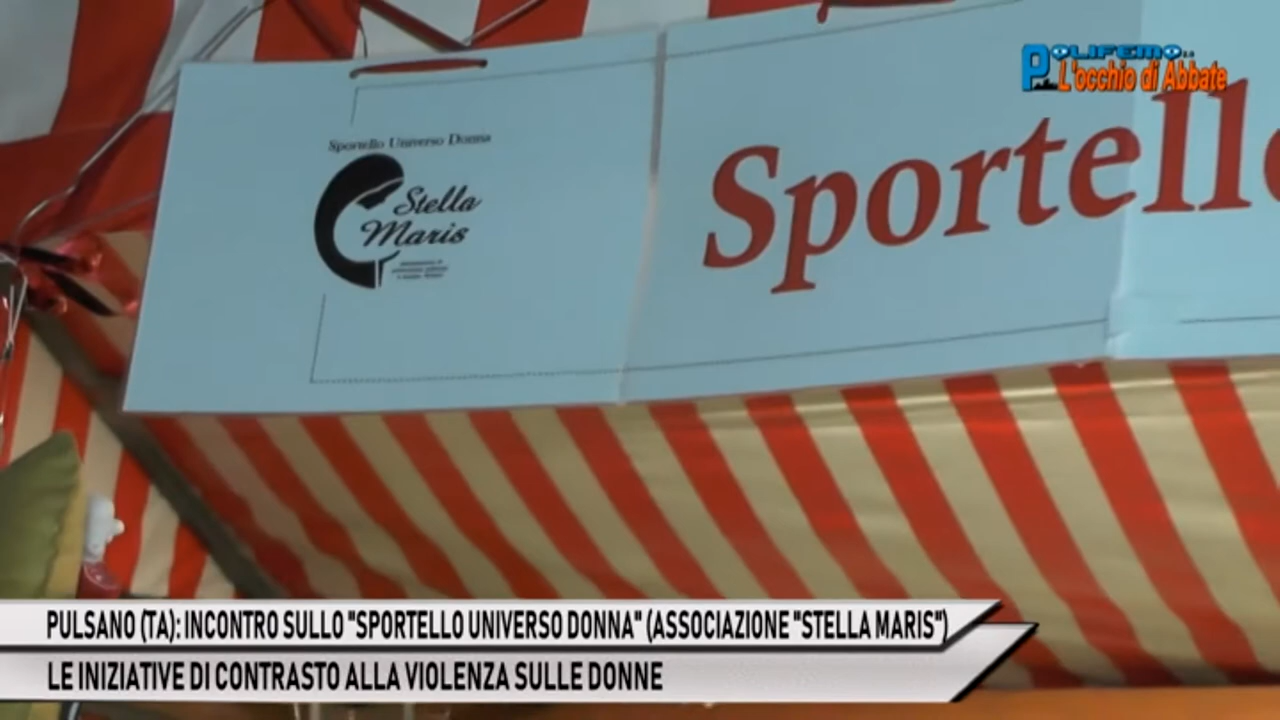 POLIFEMO
L'occhio di Abbate
Sportello Universo Donna
Stella
Maris
Sportello
PULSANO (TA): INCONTRO SULLO "SPORTELLO UNIVERSO DONNA" (ASSOCIAZIONE "STELLA MARIS")
LE INIZIATIVE DI CONTRASTO ALLA VIOLENZA SULLE DONNE